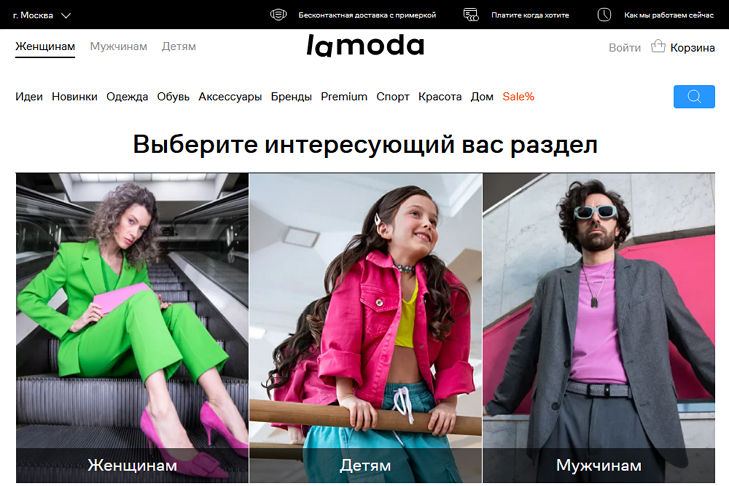 г. Москва Бесконтактная доставка с примеркой Платите когда хотите Как мы работаем сейчас
Женщинам Мужчинам Детям lamoda Войти Корзина
Идеи Новинки Одежда Обувь Аксессуары Бренды Premium Спорт Красота Дом Sale%
Выберите интересующий вас раздел
Женщинам Детям Мужчинам